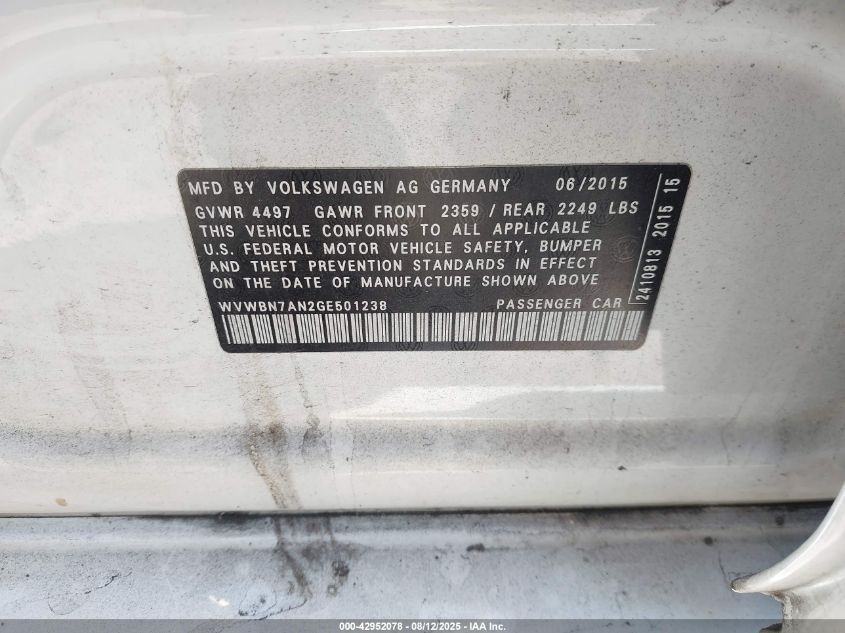 MFD BY VOLKSWAGEN AG GERMANY 06/2015
GVWR 4497 GAWR FRONT 2359 / REAR 2249 LBS
THIS VEHICLE CONFORMS TO ALL APPLICABLE
U.S. FEDERAL MOTOR VEHICLE SAFETY, BUMPER
AND THEFT PREVENTION STANDARDS IN EFFECT
ON THE DATE OF MANUFACTURE SHOWN ABOVE
WVWBN7AN2GE501238 PASSENGER CAR
2410813 2015 15
000-42952078 - 08/12/2025 - IAA Inc.